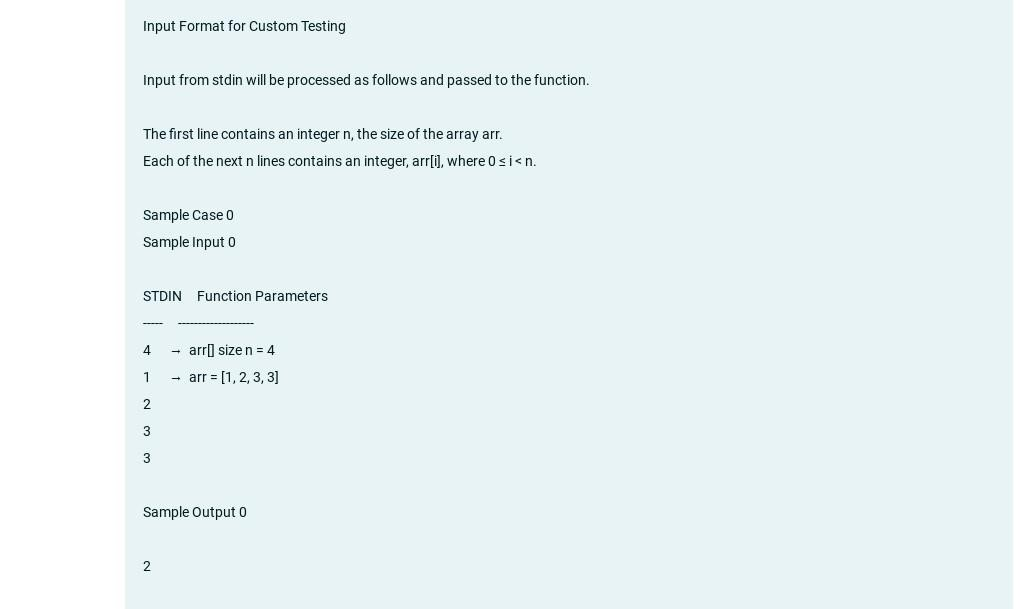 Input Format for Custom Testing
Input from stdin will be processed as follows and passed to the function.
The first line contains an integer n, the size of the array arr.
Each of the next n lines contains an integer, arr[i], where 0 ≤ i < n.
Sample Case 0
Sample Input 0
STDIN Function Parameters
----- -------------------
4 → arr[] size n = 4
1 → arr = [1, 2, 3, 3]
2
3
3
Sample Output 0
2